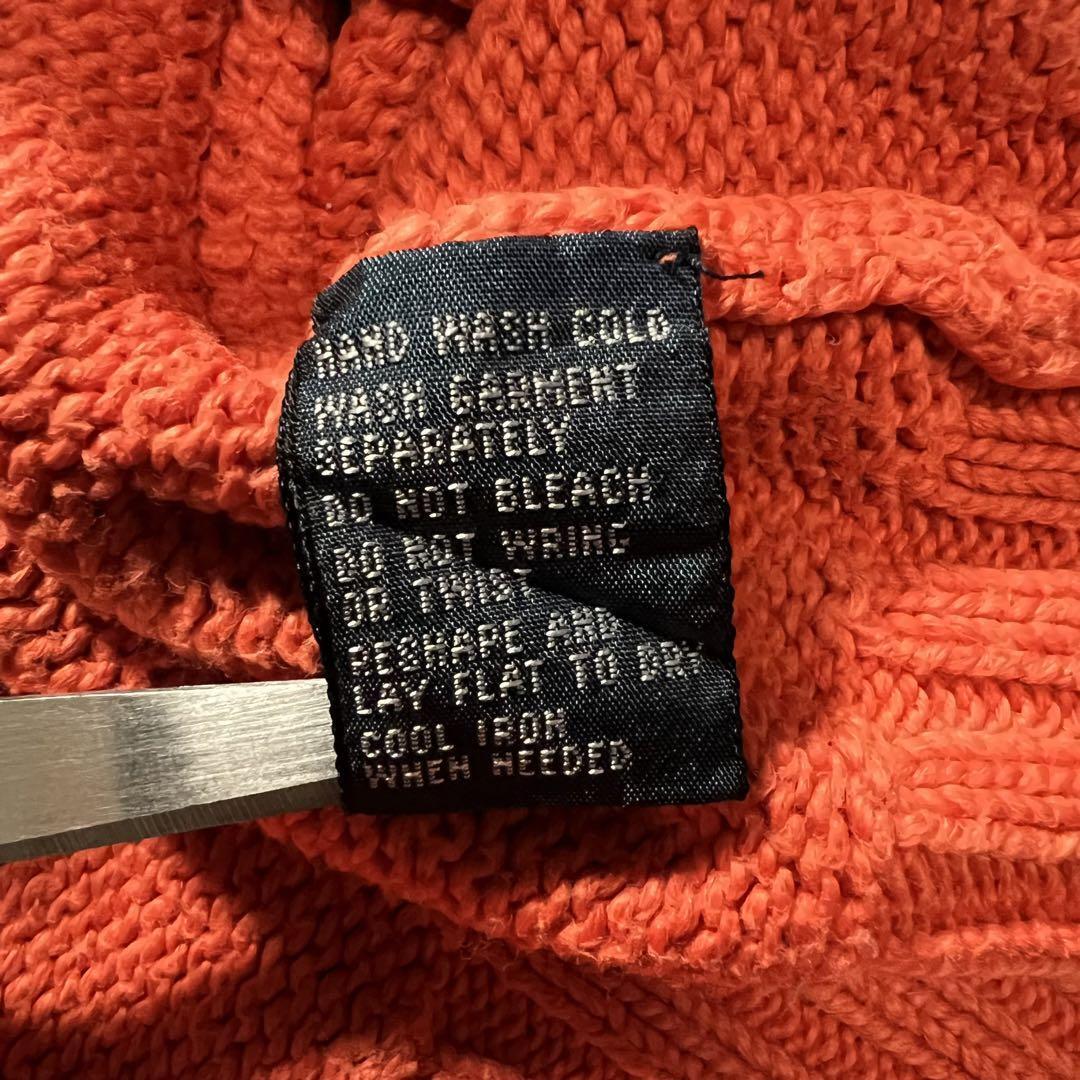 HAND WASH COLD
WASH GARMENT
SEPARATELY
DO NOT BLEACH
DO NOT WRING
OR TWIST
RESHAPE AND
LAY FLAT TO DRY
COOL IRON
WHEN NEEDED